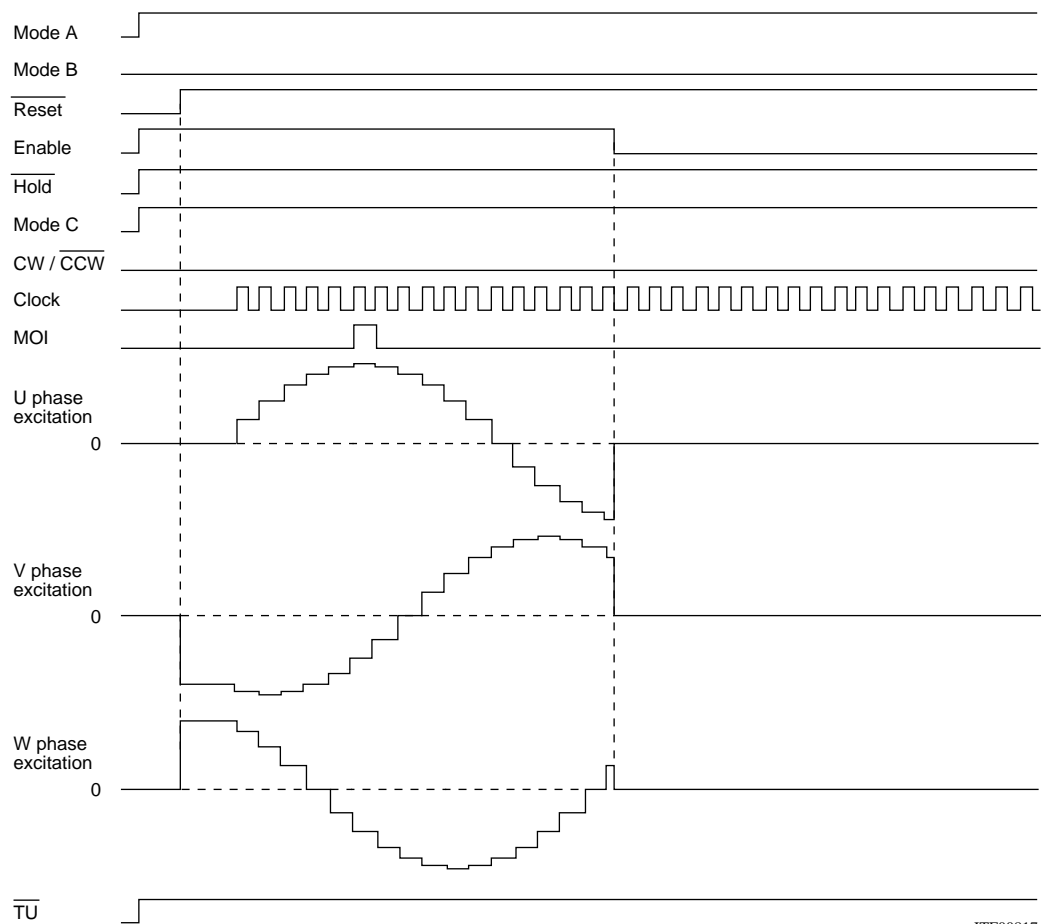 Mode A
Mode B
Reset
Enable
Hold
Mode C
CW / CCW
Clock
MOI
U phase
excitation
0
V phase
excitation
0
W phase
excitation
0
TU